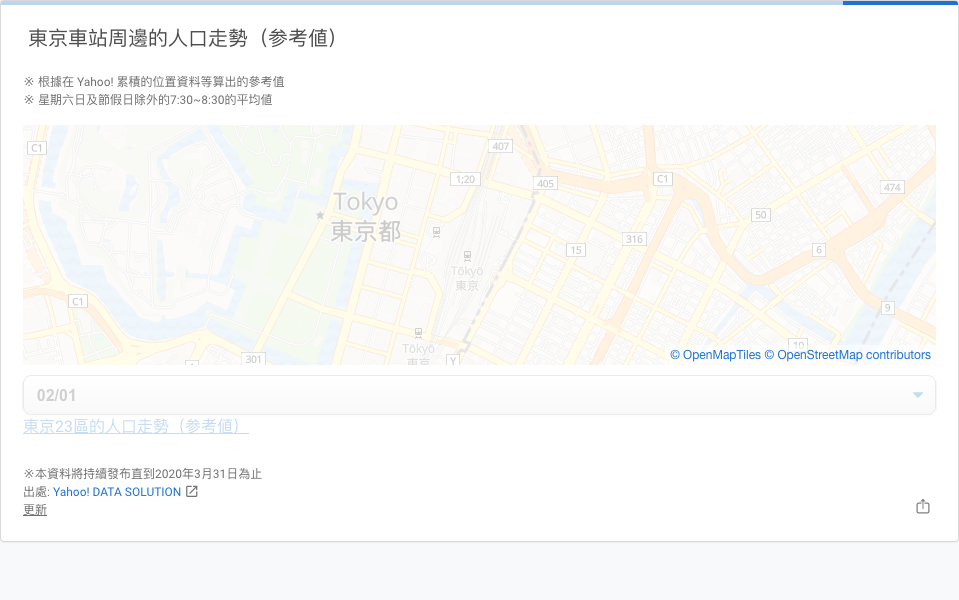 東京車站周邊的人口走勢（参考値）
※ 根據在 Yahoo! 累積的位置資料等算出的參考值
※ 星期六日及節假日除外的7:30~8:30的平均値
C1
407
1;20
405
C1
474
Tokyo
東京都
50
316
15
6
Tōkyō
東京
C1
9
10
Tōkyō
東京
301
Y
© OpenMapTiles © OpenStreetMap contributors
02/01
東京23區的人口走勢（参考値）
※本資料將持續發布直到2020年3月31日為止
出處: Yahoo! DATA SOLUTION
更新